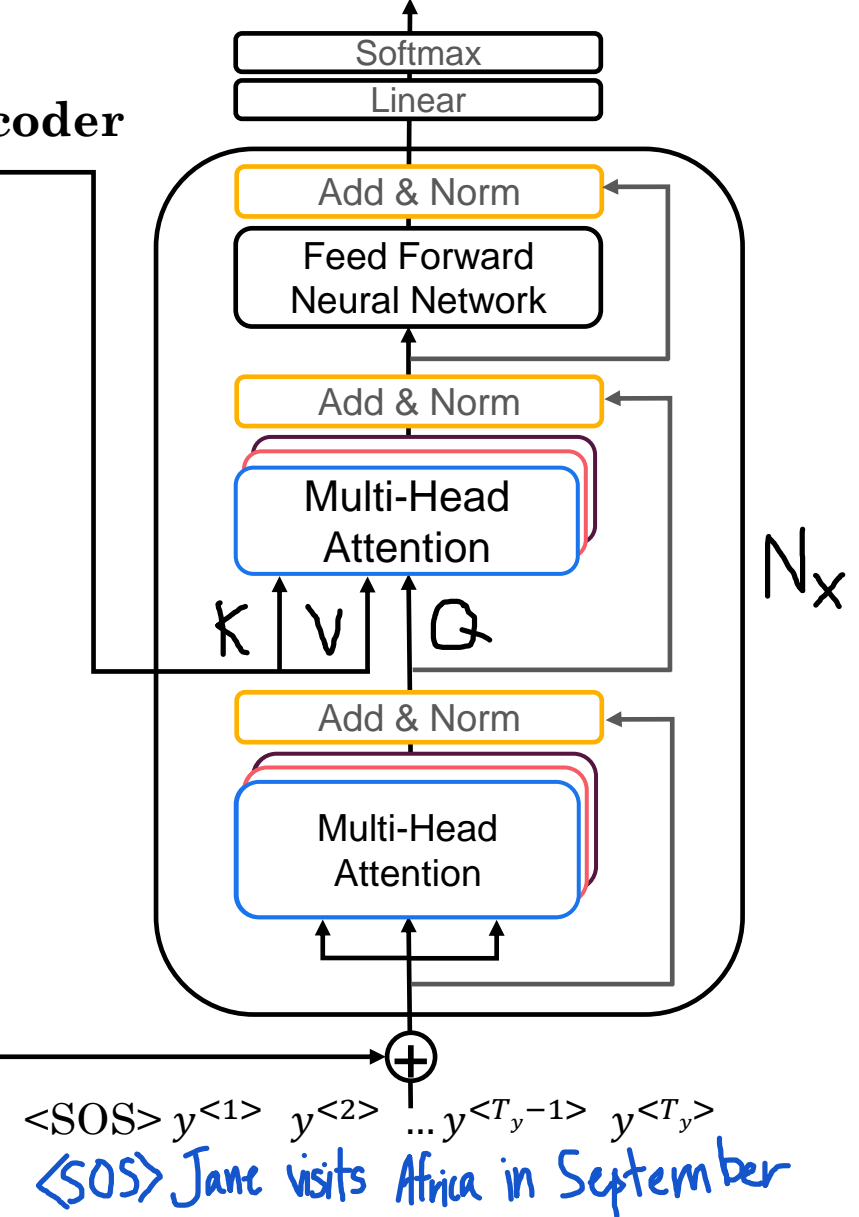 Softmax
Linear
coder
Add & Norm
Feed Forward
Neural Network
Add & Norm
Multi-Head
Attention
Nx
K V Q
Add & Norm
Multi-Head
Attention
+
<SOS> y<1> y<2> ... y<Ty−1> y<Ty>
<SOS> Jane visits Africa in September